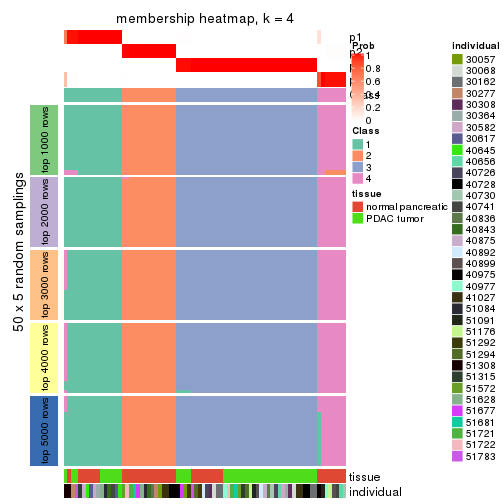 membership heatmap, k = 4
50 x 5 random samplings
top 1000 rows
top 2000 rows
top 3000 rows
top 4000 rows
top 5000 rows
p1
p2
tissue
individual
Prob
1
0.8
0.6
0.4
0.2
0
Class
1
2
3
4
tissue
normal pancreatic
PDAC tumor
individual
30057
30068
30162
30277
30308
30364
30582
30617
40645
40656
40726
40728
40730
40741
40836
40843
40875
40892
40899
40975
40977
41027
51084
51091
51176
51292
51294
51308
51315
51572
51628
51677
51681
51721
51722
51783